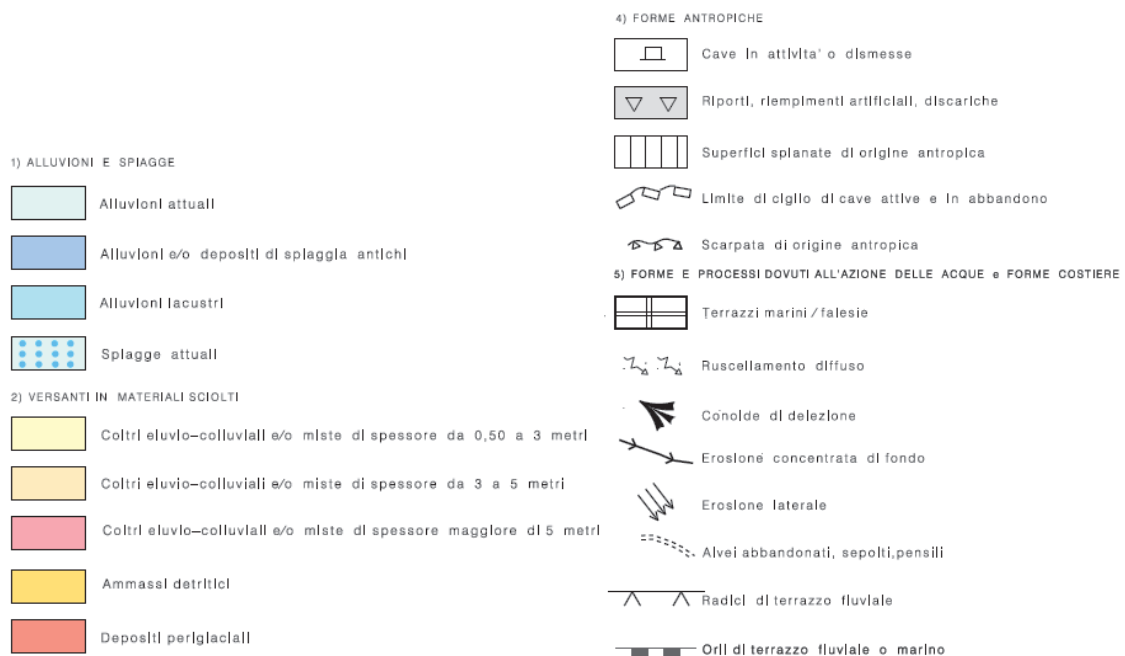 1) ALLUVIONI E SPIAGGE
Alluvioni attuali
Alluvioni e/o depositi di spiaggia antichi
Alluvioni lacustri
Spiagge attuali
2) VERSANTI IN MATERIALI SCIOLTI
Coltri eluvio-colluviali e/o miste di spessore da 0,50 a 3 metri
Coltri eluvio-colluviali e/o miste di spessore da 3 a 5 metri
Coltri eluvio-colluviali e/o miste di spessore maggiore di 5 metri
Ammassi detritici
Depositi periglaciali
4) FORME ANTROPICHE
Cave in attivita' o dismesse
Riporti, riempimenti artificiali, discariche
Superfici spianate di origine antropica
Limite di ciglio di cave attive e in abbandono
Scarpata di origine antropica
5) FORME E PROCESSI DOVUTI ALL'AZIONE DELLE ACQUE e FORME COSTIERE
Terrazzi marini / falesie
Ruscellamento diffuso
Conoide di deiezione
Erosione concentrata di fondo
Erosione laterale
Alvei abbandonati, sepolti,pensili
Radici di terrazzo fluviale
Orli di terrazzo fluviale o marino